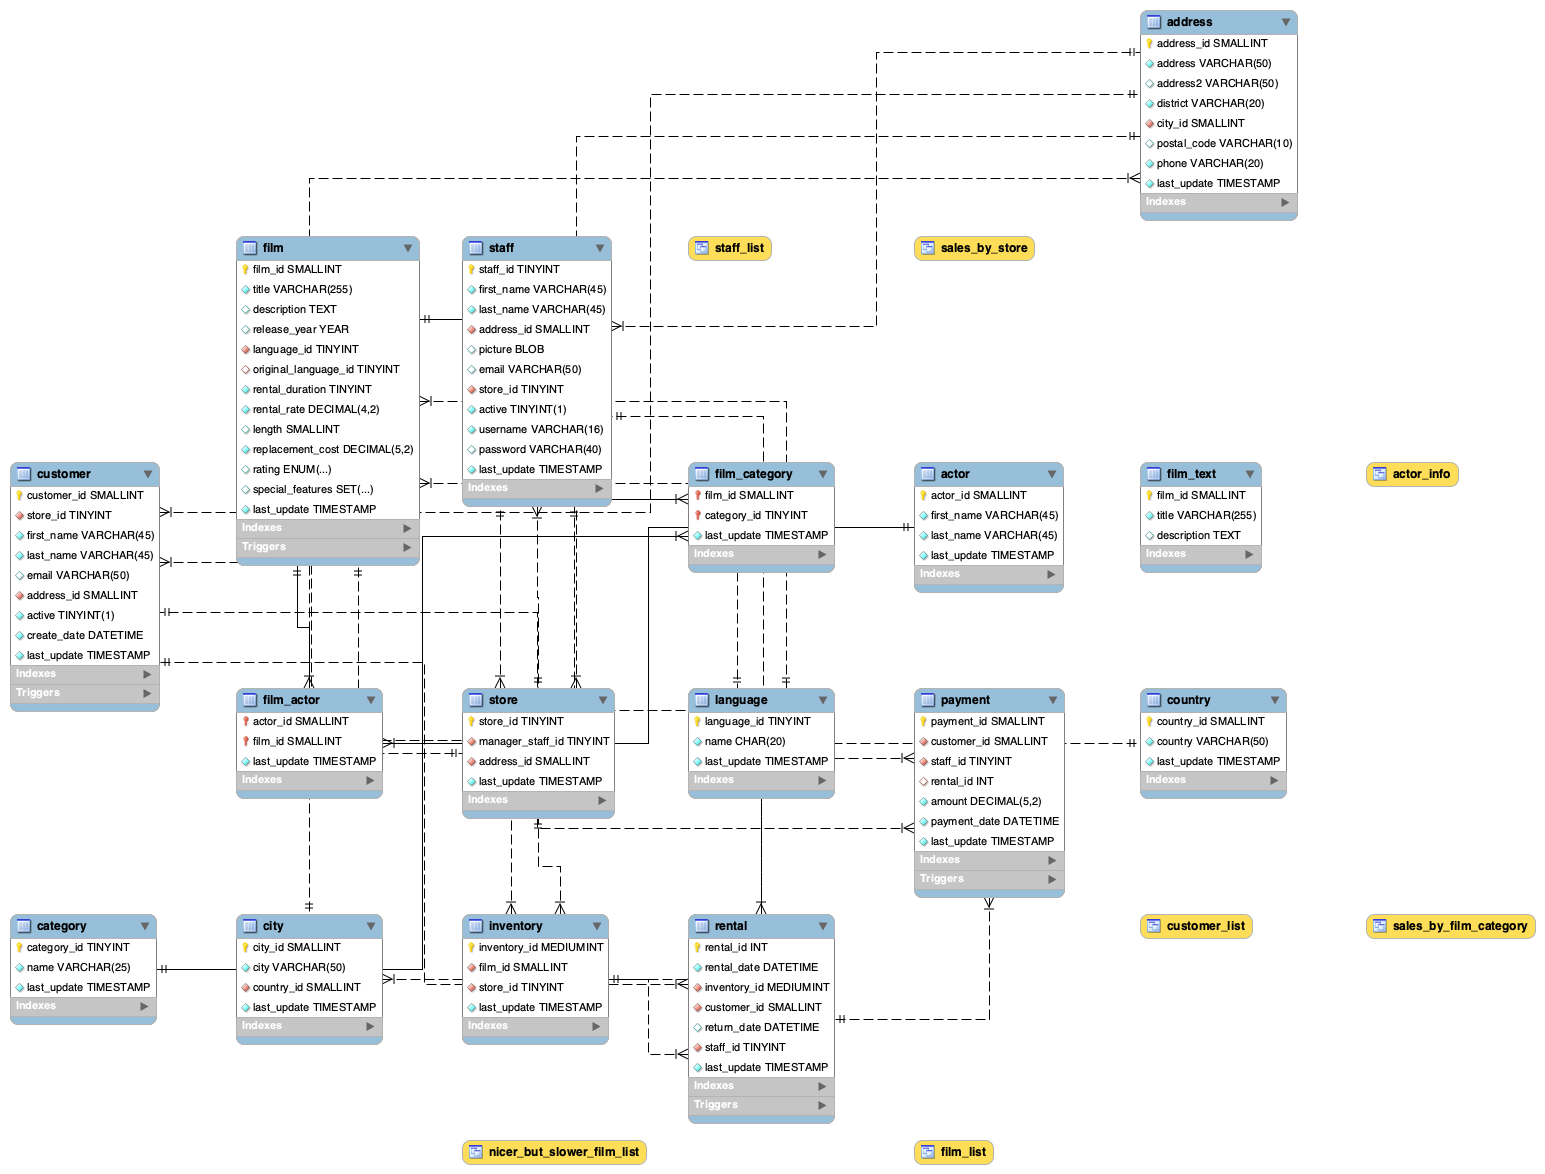 address
address_id SMALLINT
address VARCHAR(50)
address2 VARCHAR(50)
district VARCHAR(20)
city_id SMALLINT
postal_code VARCHAR(10)
phone VARCHAR(20)
last_update TIMESTAMP
Indexes
film
film_id SMALLINT
title VARCHAR(255)
description TEXT
release_year YEAR
language_id TINYINT
original_language_id TINYINT
rental_duration TINYINT
rental_rate DECIMAL(4,2)
length SMALLINT
replacement_cost DECIMAL(5,2)
rating ENUM(...)
special_features SET(...)
last_update TIMESTAMP
Indexes
Triggers
staff
staff_id TINYINT
first_name VARCHAR(45)
last_name VARCHAR(45)
address_id SMALLINT
picture BLOB
email VARCHAR(50)
store_id TINYINT
active TINYINT(1)
username VARCHAR(16)
password VARCHAR(40)
last_update TIMESTAMP
Indexes
staff_list
sales_by_store
customer
customer_id SMALLINT
store_id TINYINT
first_name VARCHAR(45)
last_name VARCHAR(45)
email VARCHAR(50)
address_id SMALLINT
active TINYINT(1)
create_date DATETIME
last_update TIMESTAMP
Indexes
Triggers
film_category
film_id SMALLINT
category_id TINYINT
last_update TIMESTAMP
Indexes
actor
actor_id SMALLINT
first_name VARCHAR(45)
last_name VARCHAR(45)
last_update TIMESTAMP
Indexes
film_text
film_id SMALLINT
title VARCHAR(255)
description TEXT
Indexes
actor_info
film_actor
actor_id SMALLINT
film_id SMALLINT
last_update TIMESTAMP
Indexes
store
store_id TINYINT
manager_staff_id TINYINT
address_id SMALLINT
last_update TIMESTAMP
Indexes
language
language_id TINYINT
name CHAR(20)
last_update TIMESTAMP
Indexes
payment
payment_id SMALLINT
customer_id SMALLINT
staff_id TINYINT
rental_id INT
amount DECIMAL(5,2)
payment_date DATETIME
last_update TIMESTAMP
Indexes
Triggers
country
country_id SMALLINT
country VARCHAR(50)
last_update TIMESTAMP
Indexes
category
category_id TINYINT
name VARCHAR(25)
last_update TIMESTAMP
Indexes
city
city_id SMALLINT
city VARCHAR(50)
country_id SMALLINT
last_update TIMESTAMP
Indexes
inventory
inventory_id MEDIUMINT
film_id SMALLINT
store_id TINYINT
last_update TIMESTAMP
Indexes
rental
rental_id INT
rental_date DATETIME
inventory_id MEDIUMINT
customer_id SMALLINT
return_date DATETIME
staff_id TINYINT
last_update TIMESTAMP
Indexes
Triggers
customer_list
sales_by_film_category
nicer_but_slower_film_list
film_list